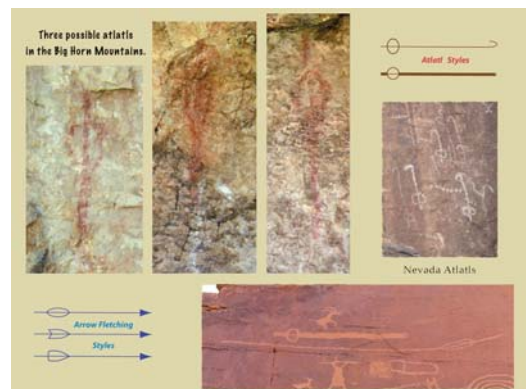 Three possible atlatls
in the Big Horn Mountains.
Atlatl Styles
Nevada Atlatls
Arrow Fletching
Styles